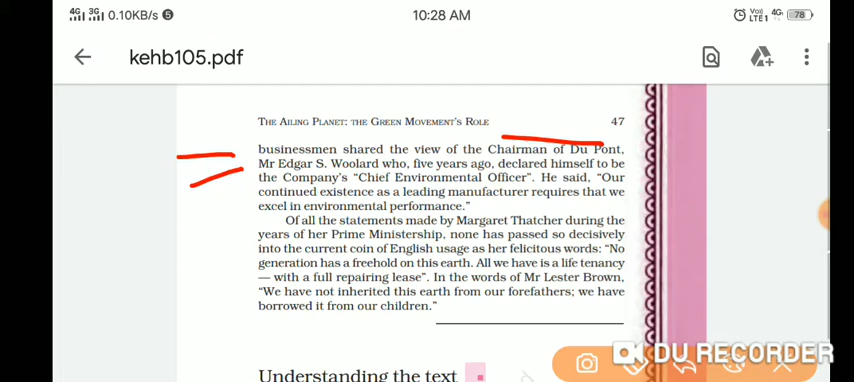 4G 3G 0.10KB/s 5 10:28 AM Vo) LTE1 4G 78
kehb105.pdf
THE AILING PLANET: THE GREEN MOVEMENT'S ROLE 47
businessmen shared the view of the Chairman of Du Pont,
Mr Edgar S. Woolard who, five years ago, declared himself to be
the Company's “Chief Environmental Officer”. He said, “Our
continued existence as a leading manufacturer requires that we
excel in environmental performance.”
Of all the statements made by Margaret Thatcher during the
years of her Prime Ministership, none has passed so decisively
into the current coin of English usage as her felicitous words: “No
generation has a freehold on this earth. All we have is a life tenancy
— with a full repairing lease”. In the words of Mr Lester Brown,
“We have not inherited this earth from our forefathers; we have
borrowed it from our children.”
DU RECORDER
Understanding the text